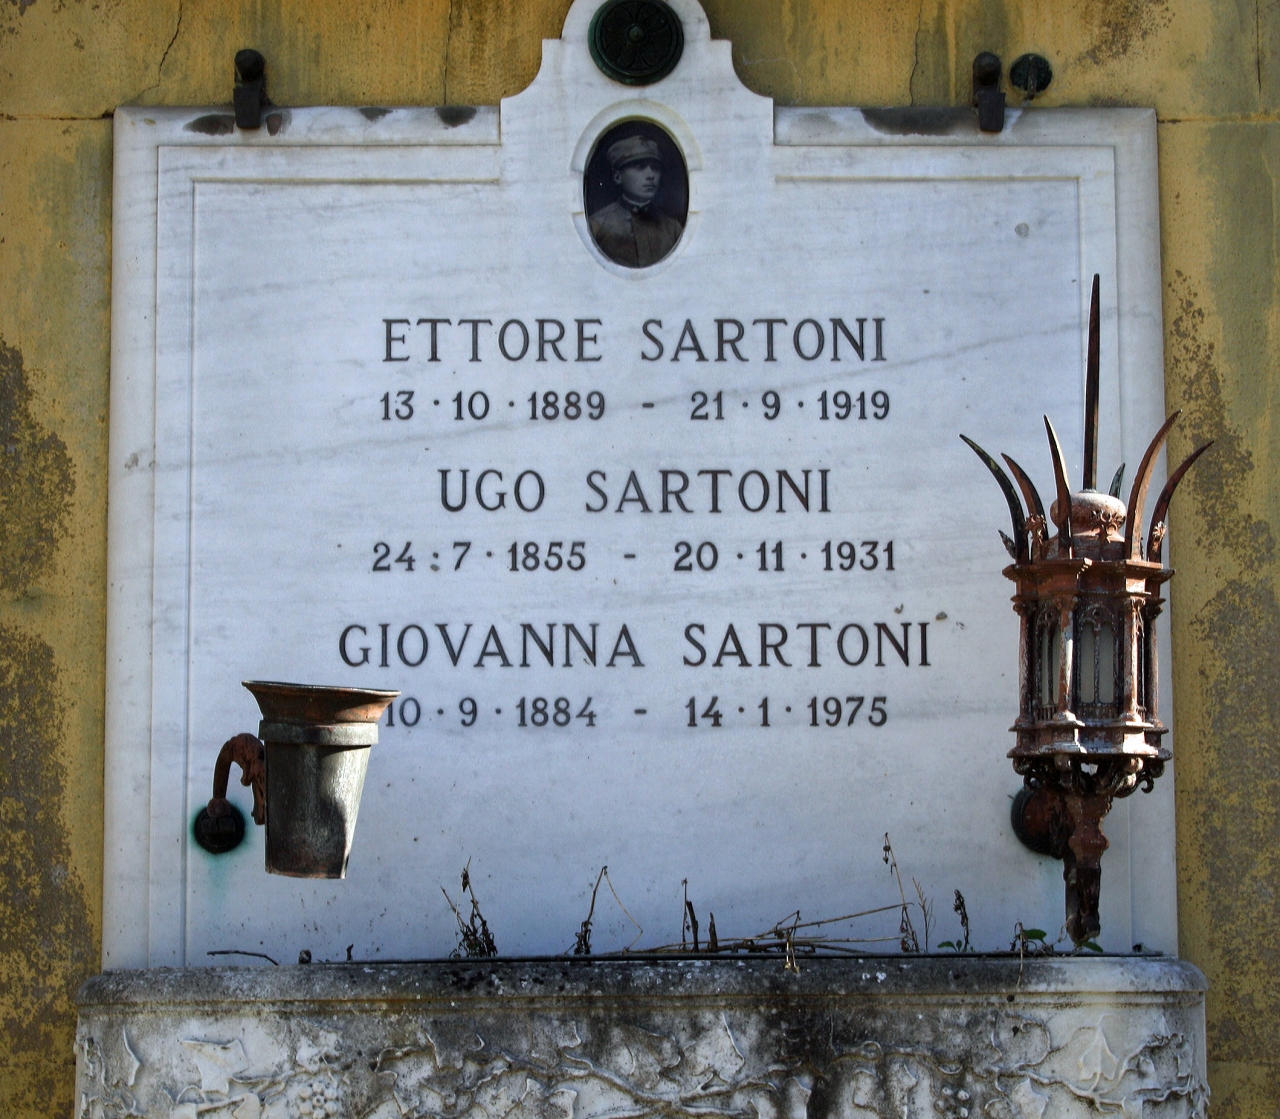 ETTORE SARTONI
13·10·1889 - 21·9·1919
UGO SARTONI
24:7·1855 - 20·11·1931
GIOVANNA SARTONI
10·9·1884 - 14·1·1975